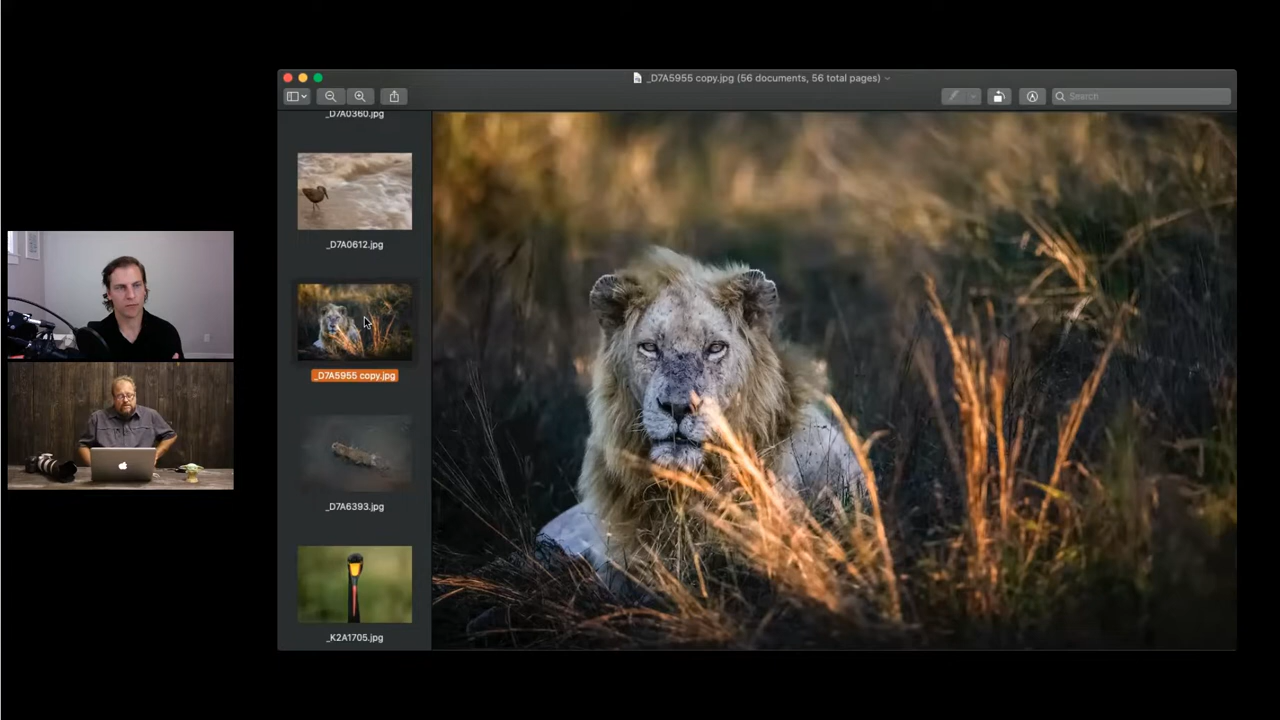 _D7A5955 copy.jpg (56 documents, 56 total pages)
Search
_D7A0360.jpg
_D7A0612.jpg
_D7A5955 copy.jpg
_D7A6393.jpg
_K2A1705.jpg